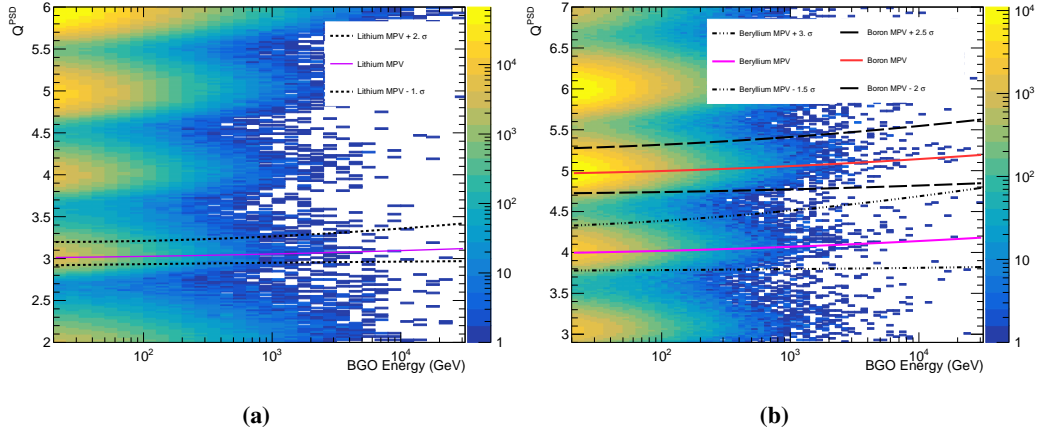 Q^PSD
6
5.5
5
4.5
4
3.5
3
2.5
2
Lithium MPV + 2. σ
Lithium MPV
Lithium MPV - 1. σ
10^4
10^3
10^2
10
1
10^2
10^3
10^4
BGO Energy (GeV)
(a)
Q^PSD
7
6.5
6
5.5
5
4.5
4
3.5
3
Beryllium MPV + 3. σ
Boron MPV + 2.5 σ
Beryllium MPV
Boron MPV
Beryllium MPV - 1.5 σ
Boron MPV - 2 σ
10^4
10^3
10^2
10
1
10^2
10^3
10^4
BGO Energy (GeV)
(b)